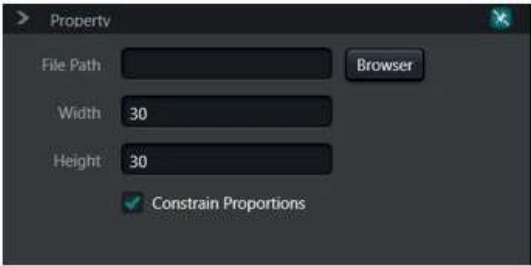 Property
File Path Browser
Width 30
Height 30
Constrain Proportions